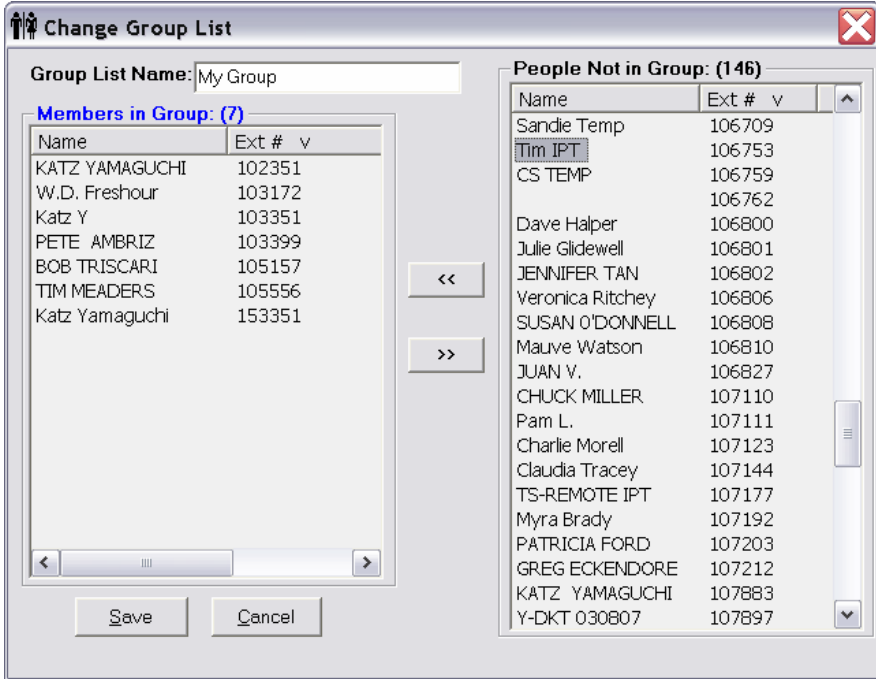 Change Group List
Group List Name: My Group
Members in Group: (7)
Name Ext # v
KATZ YAMAGUCHI 102351
W.D. Freshour 103172
Katz Y 103351
PETE  AMBRIZ 103399
BOB TRISCARI 105157
TIM MEADERS 105556
Katz Yamaguchi 153351
<<
>>
Save Cancel
People Not in Group: (146)
Name Ext # v
Sandie Temp 106709
Tim IPT 106753
CS TEMP 106759
106762
Dave Halper 106800
Julie Glidewell 106801
JENNIFER TAN 106802
Veronica Ritchey 106806
SUSAN O'DONNELL 106808
Mauve Watson 106810
JUAN V. 106827
CHUCK MILLER 107110
Pam L. 107111
Charlie Morell 107123
Claudia Tracey 107144
TS-REMOTE IPT 107177
Myra Brady 107192
PATRICIA FORD 107203
GREG ECKENDORE 107212
KATZ  YAMAGUCHI 107883
Y-DKT 030807 107897